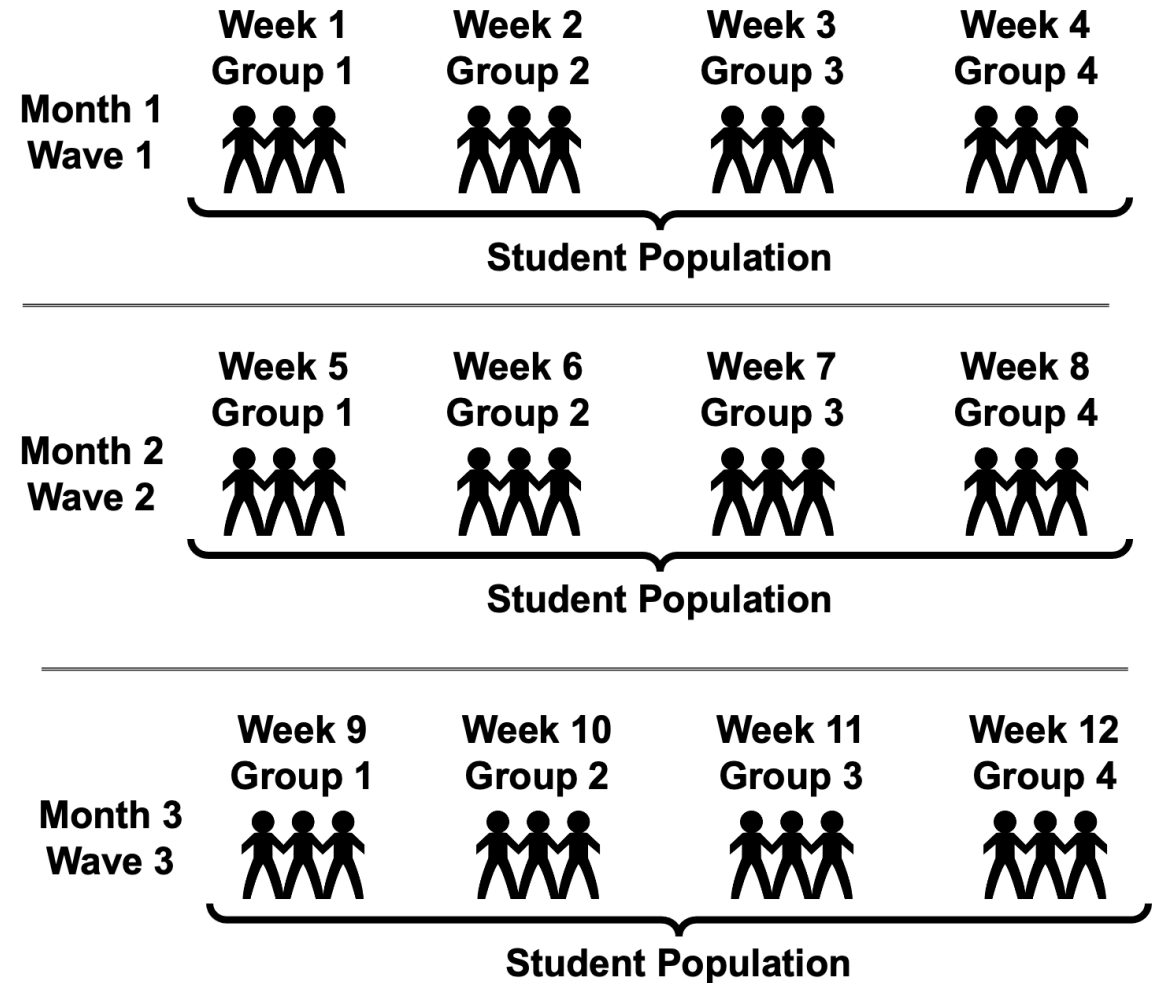 Week 1
Group 1
Week 2
Group 2
Week 3
Group 3
Week 4
Group 4
Month 1
Wave 1
Student Population
Week 5
Group 1
Week 6
Group 2
Week 7
Group 3
Week 8
Group 4
Month 2
Wave 2
Student Population
Week 9
Group 1
Week 10
Group 2
Week 11
Group 3
Week 12
Group 4
Month 3
Wave 3
Student Population